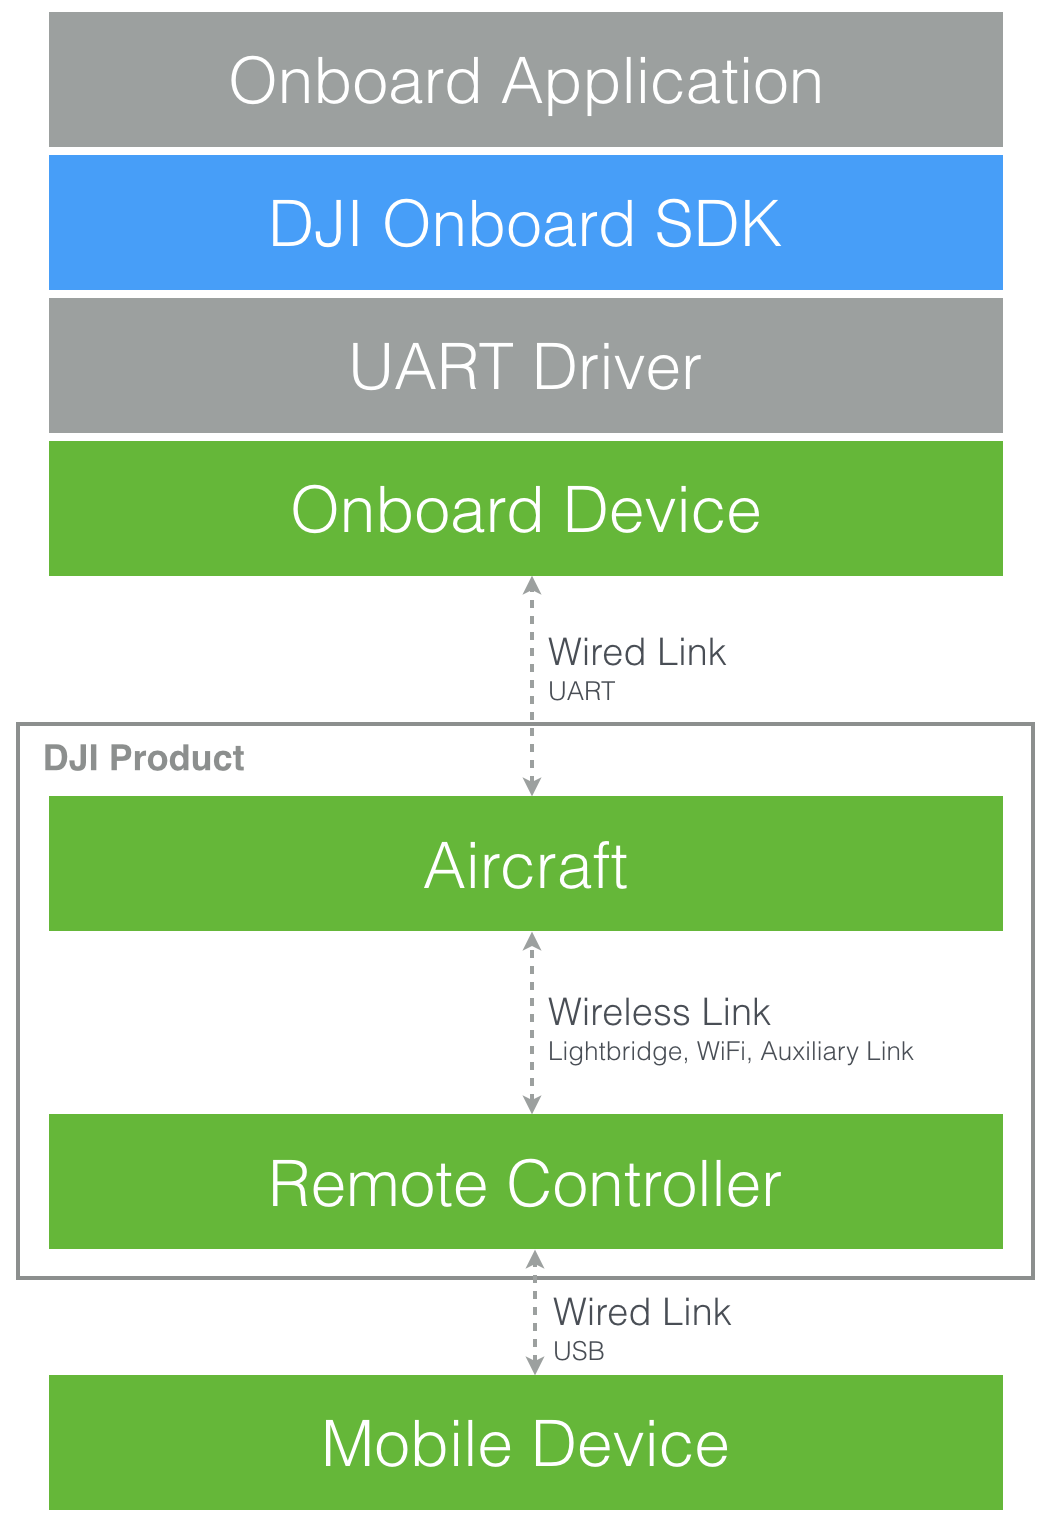 Onboard Application
DJI Onboard SDK
UART Driver
Onboard Device
Wired Link
UART
DJI Product
Aircraft
Wireless Link
Lightbridge, WiFi, Auxiliary Link
Remote Controller
Wired Link
USB
Mobile Device